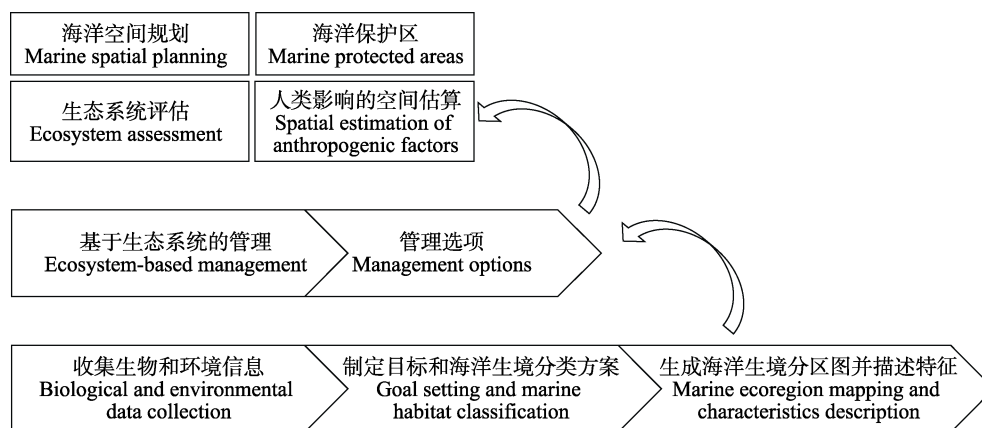 海洋空间规划
Marine spatial planning
海洋保护区
Marine protected areas
生态系统评估
Ecosystem assessment
人类影响的空间估算
Spatial estimation of
anthropogenic factors
基于生态系统的管理
Ecosystem-based management
管理选项
Management options
收集生物和环境信息
Biological and environmental
data collection
制定目标和海洋生境分类方案
Goal setting and marine
habitat classification
生成海洋生境分区图并描述特征
Marine ecoregion mapping and
characteristics description